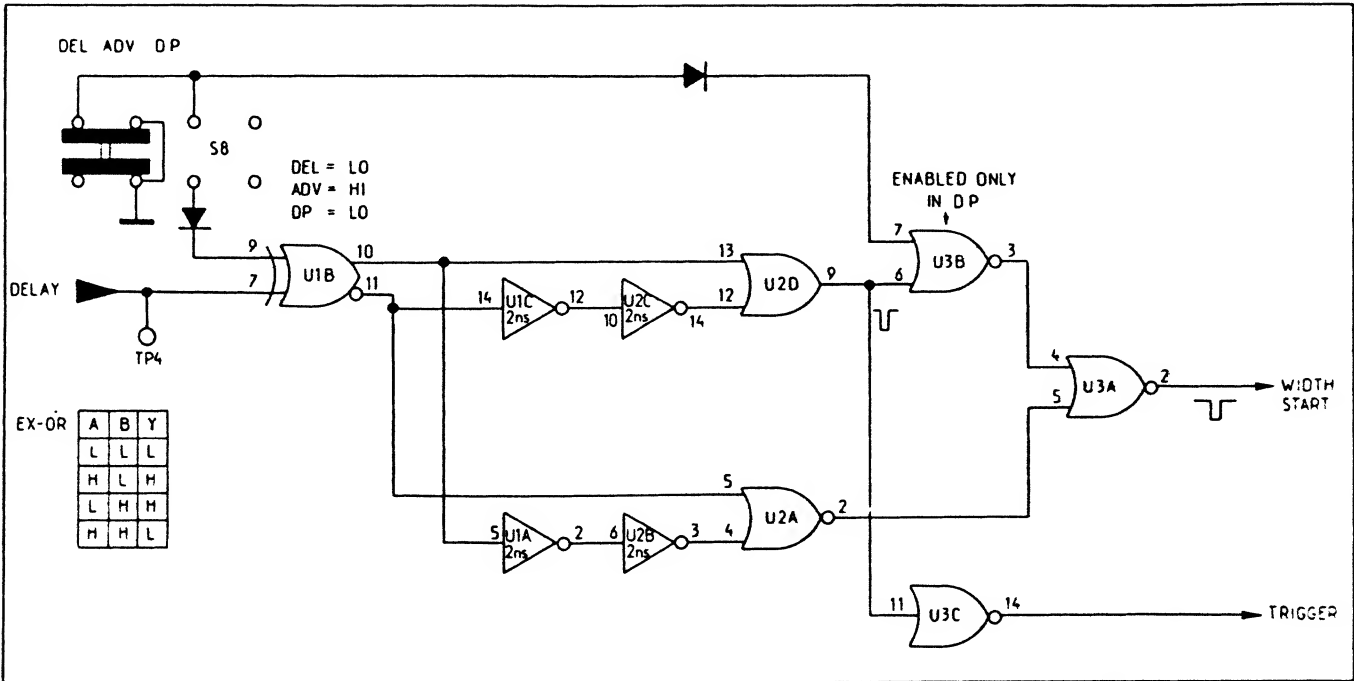 DEL ADV DP
S8
DEL = LO
ADV = HI
DP = LO
ENABLED ONLY
IN DP
9
7
U1B
10
11
DELAY
TP4
14
U1C
2ns
12
10
U2C
2ns
14
13
12
U2D
9
7
6
U3B
3
4
5
U3A
2
WIDTH
START
EX-OR
A B Y
L L L
H L H
L H H
H H L
5
U1A
2ns
2
6
U2B
2ns
3
5
4
U2A
2
11
U3C
14
TRIGGER